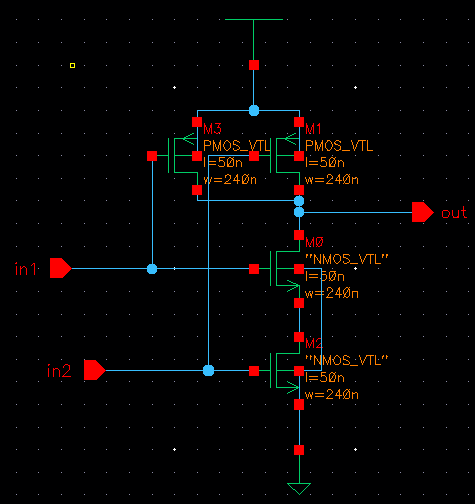 M3
PMOS_VTL
l=50n
w=240n
M1
PMOS_VTL
l=50n
w=240n
out
M0
"NMOS_VTL"
l=50n
w=240n
in1
M2
"NMOS_VTL"
l=50n
w=240n
in2